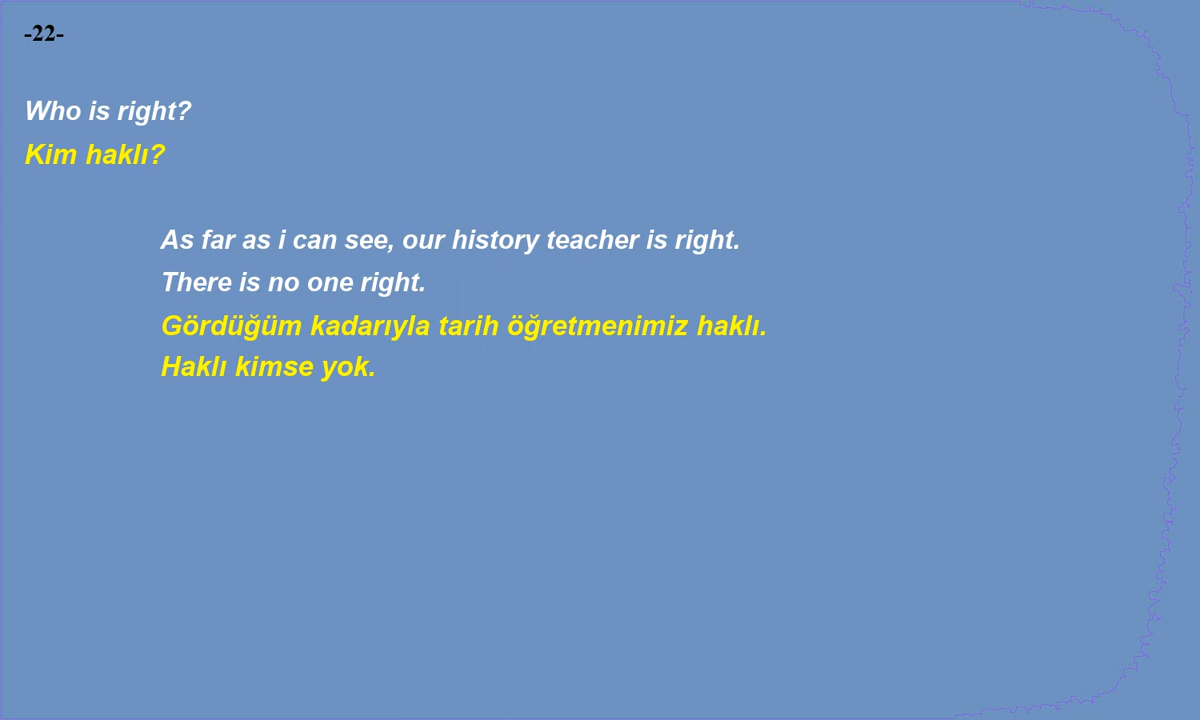 -22-
Who is right?
Kim haklı?
As far as i can see, our history teacher is right.
There is no one right.
Gördüğüm kadarıyla tarih öğretmenimiz haklı.
Haklı kimse yok.